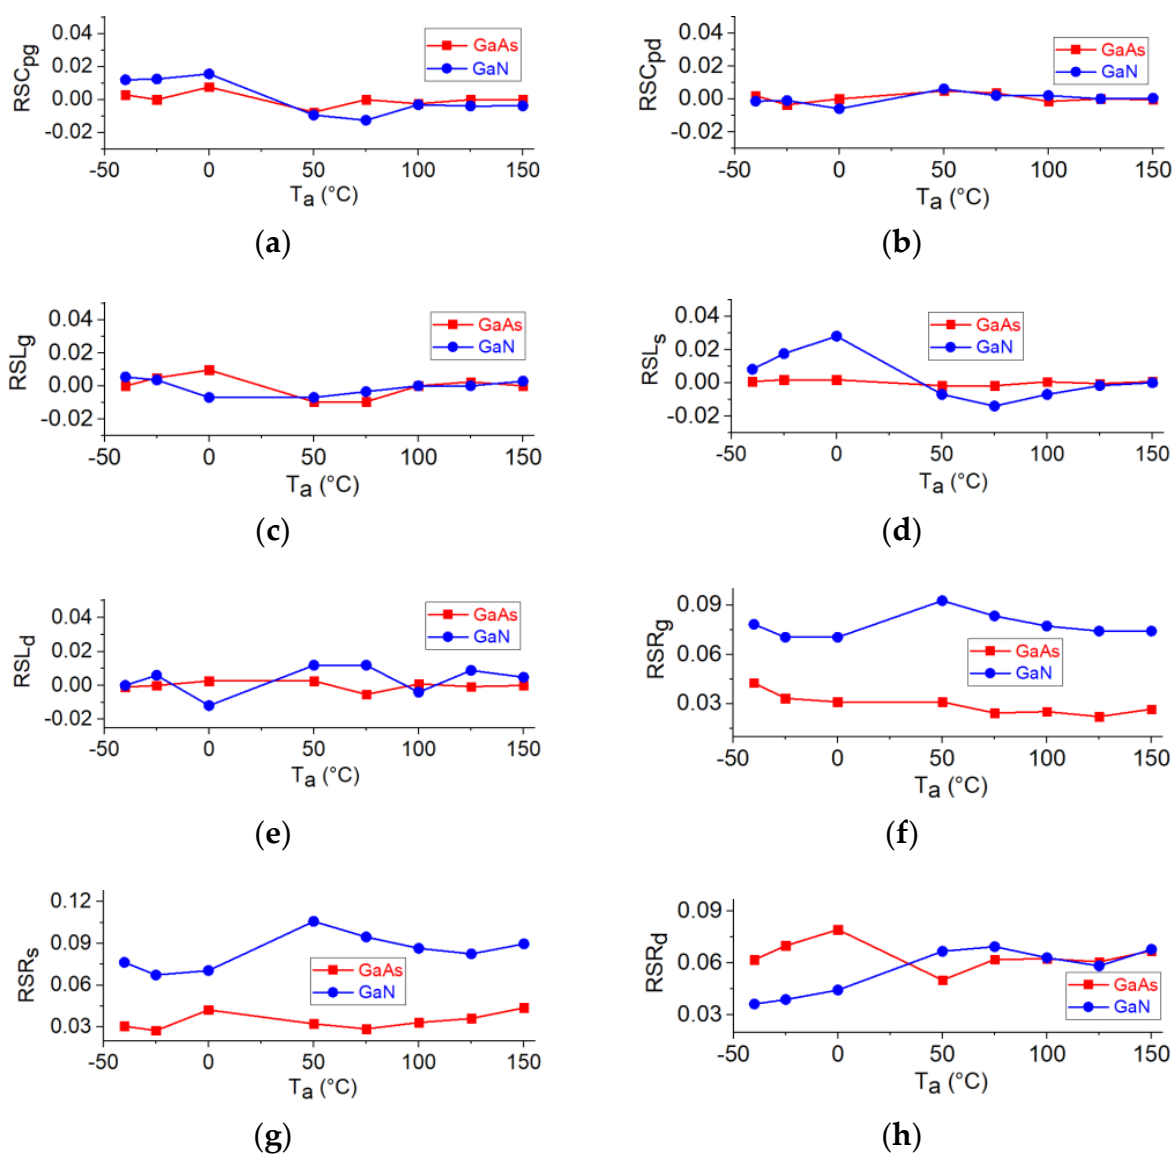 0.04
0.02
0.00
-0.02
RSCpg
GaAs
GaN
-50 0 50 100 150
Ta (°C)
(a)
0.04
0.02
0.00
-0.02
RSCpd
GaAs
GaN
-50 0 50 100 150
Ta (°C)
(b)
0.04
0.02
0.00
-0.02
RSLg
GaAs
GaN
-50 0 50 100 150
Ta (°C)
(c)
0.04
0.02
0.00
-0.02
RSLs
GaAs
GaN
-50 0 50 100 150
Ta (°C)
(d)
0.04
0.02
0.00
-0.02
RSLd
GaAs
GaN
-50 0 50 100 150
Ta (°C)
(e)
0.09
0.06
0.03
RSRg
GaAs
GaN
-50 0 50 100 150
Ta (°C)
(f)
0.12
0.09
0.06
0.03
RSRs
GaAs
GaN
-50 0 50 100 150
Ta (°C)
(g)
0.09
0.06
0.03
RSRd
GaAs
GaN
-50 0 50 100 150
Ta (°C)
(h)